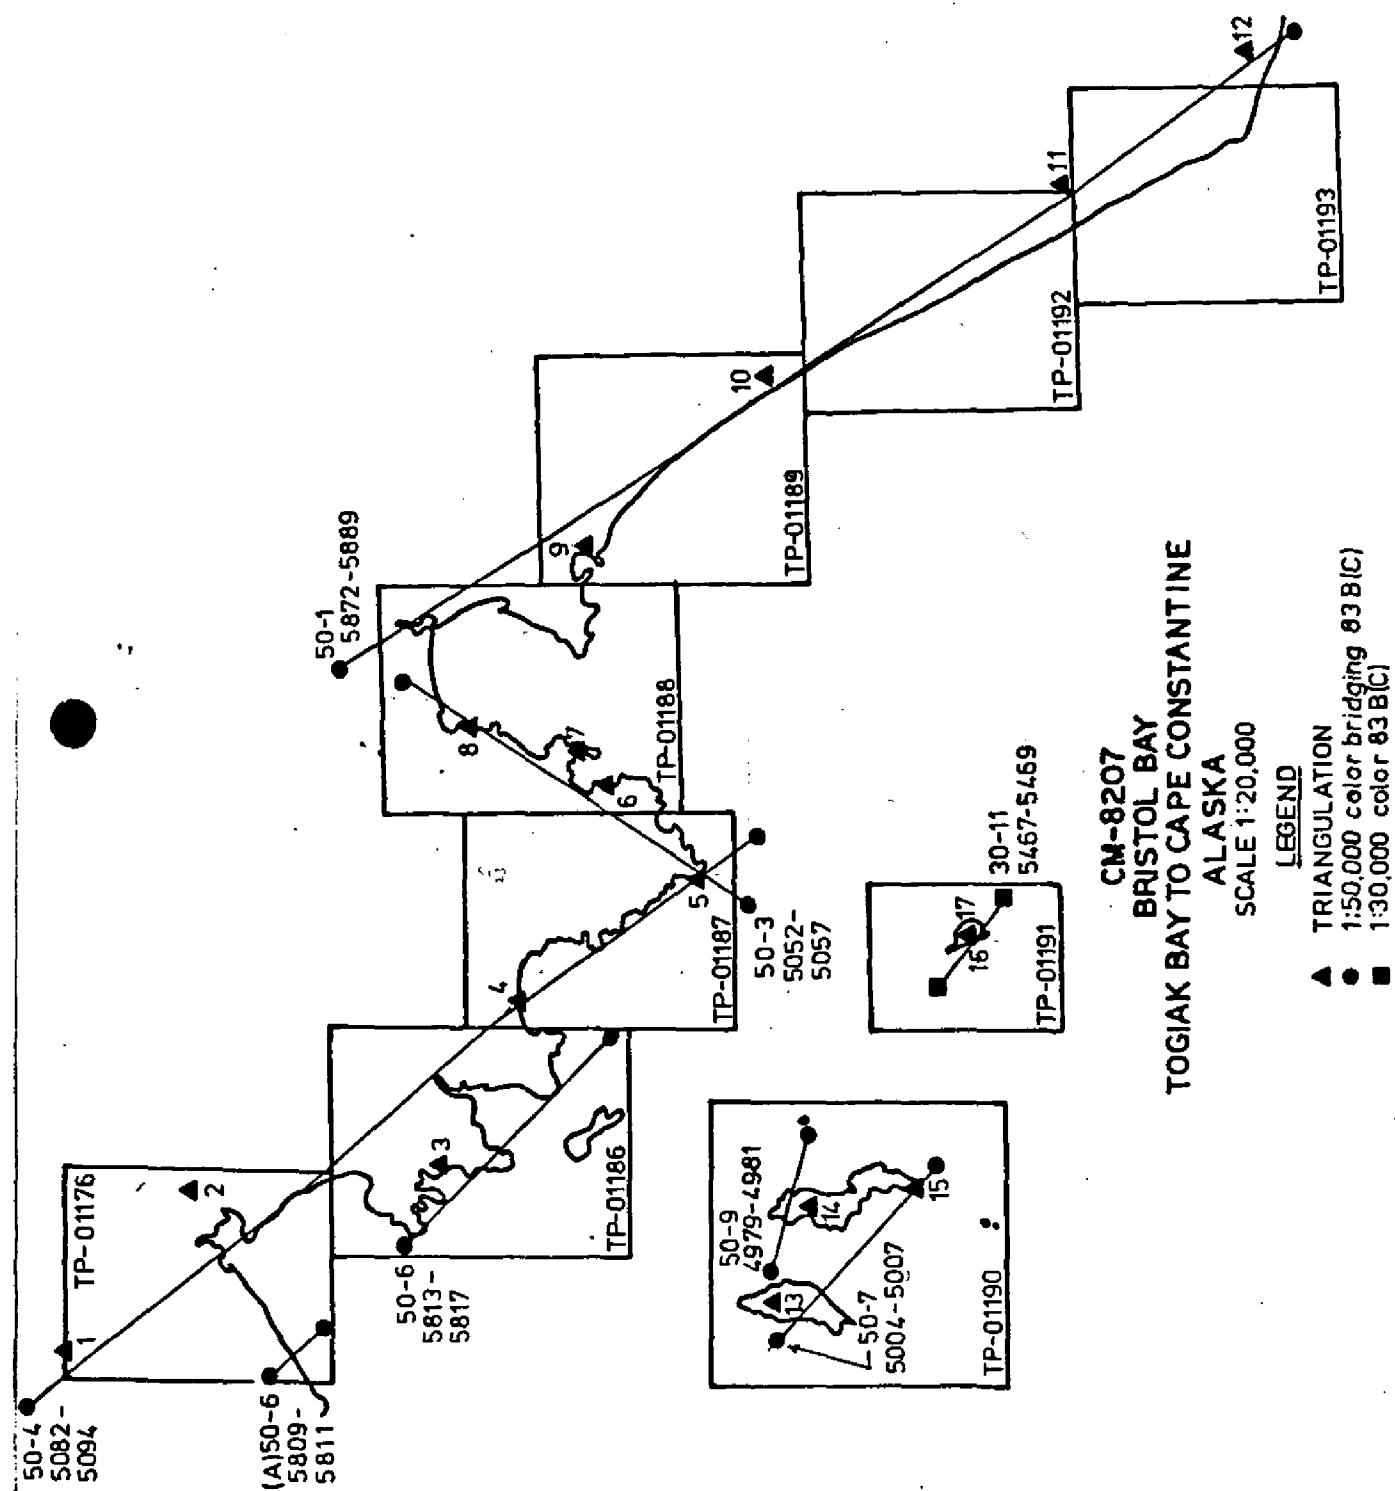 50-4
5082-
5094
1
TP-01176
2
(A)50-6
5809-
5811
50-6
5813-
5817
3
TP-01186
4
5
TP-01187
50-3
5052-
5057
6
7
8
TP-01188
50-1
5872-5889
9
10
TP-01189
TP-01192
11
12
TP-01193
50-9
4979-4981
13
14
15
50-7
5004-5007
TP-01190
16
17
30-11
5467-5469
TP-01191
CM-8207
BRISTOL BAY
TOGIAK BAY TO CAPE CONSTANTINE
ALASKA
SCALE 1:20,000
LEGEND
TRIANGULATION
1:50,000 color bridging 83 B(C)
1:30,000 color 83 B(C)